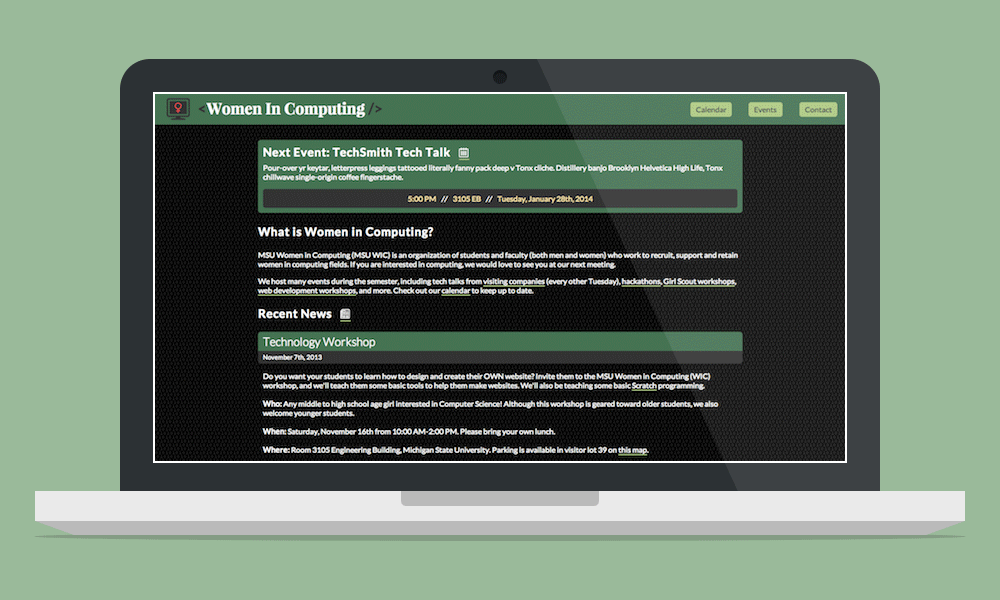 <Women In Computing />
Calendar
Events
Contact
Next Event: TechSmith Tech Talk
Pour-over yr keytar, letterpress leggings tattooed literally fanny pack deep v Tonx cliche. Distillery banjo Brooklyn Helvetica High Life, Tonx
chillwave single-origin coffee fingerstache.
5:00 PM // 3105 EB // Tuesday, January 28th, 2014
What is Women in Computing?
MSU Women in Computing (MSU WIC) is an organization of students and faculty (both men and women) who work to recruit, support and retain
women in computing fields. If you are interested in computing, we would love to see you at our next meeting.
We host many events during the semester, including tech talks from visiting companies (every other Tuesday), hackathons, Girl Scout workshops,
web development workshops, and more. Check out our calendar to keep up to date.
Recent News
Technology Workshop
November 7th, 2013
Do you want your students to learn how to design and create their OWN website? Invite them to the MSU Women in Computing (WIC)
workshop, and we'll teach them some basic tools to help them make websites. We'll also be teaching some basic Scratch programming.
Who: Any middle to high school age girl interested in Computer Science! Although this workshop is geared toward older students, we also
welcome younger students.
When: Saturday, November 16th from 10:00 AM-2:00 PM. Please bring your own lunch.
Where: Room 3105 Engineering Building, Michigan State University. Parking is available in visitor lot 39 on this map.